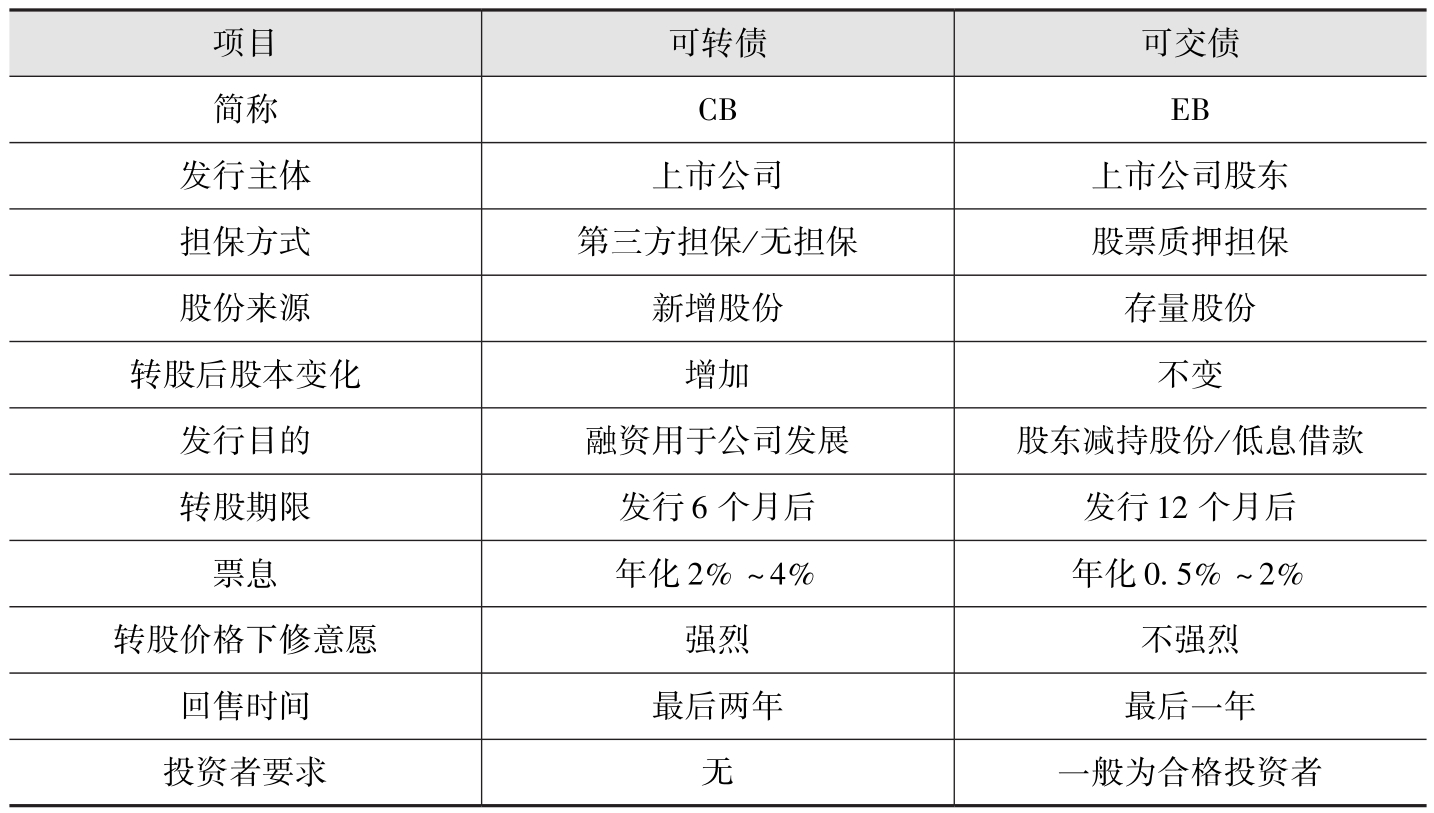 项目 可转债 可交债
简称 CB EB
发行主体 上市公司 上市公司股东
担保方式 第三方担保/无担保 股票质押担保
股份来源 新增股份 存量股份
转股后股本变化 增加 不变
发行目的 融资用于公司发展 股东减持股份/低息借款
转股期限 发行 6 个月后 发行 12 个月后
票息 年化 2% ~4% 年化 0. 5% ~2%
转股价格下修意愿 强烈 不强烈
回售时间 最后两年 最后一年
投资者要求 无 一般为合格投资者